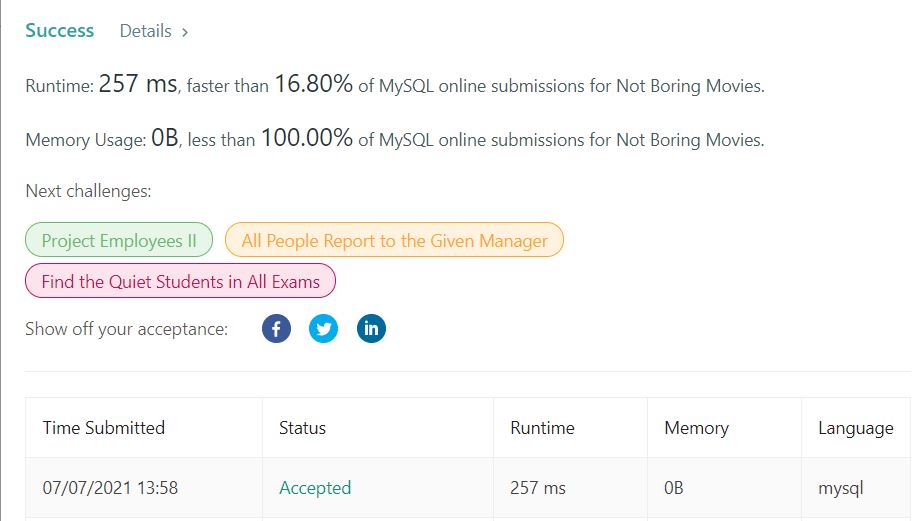 Success Details >
Runtime: 257 ms, faster than 16.80% of MySQL online submissions for Not Boring Movies.
Memory Usage: 0B, less than 100.00% of MySQL online submissions for Not Boring Movies.
Next challenges:
Project Employees II All People Report to the Given Manager
Find the Quiet Students in All Exams
Show off your acceptance: f in
Time Submitted Status Runtime Memory Language
07/07/2021 13:58 Accepted 257 ms 0B mysql